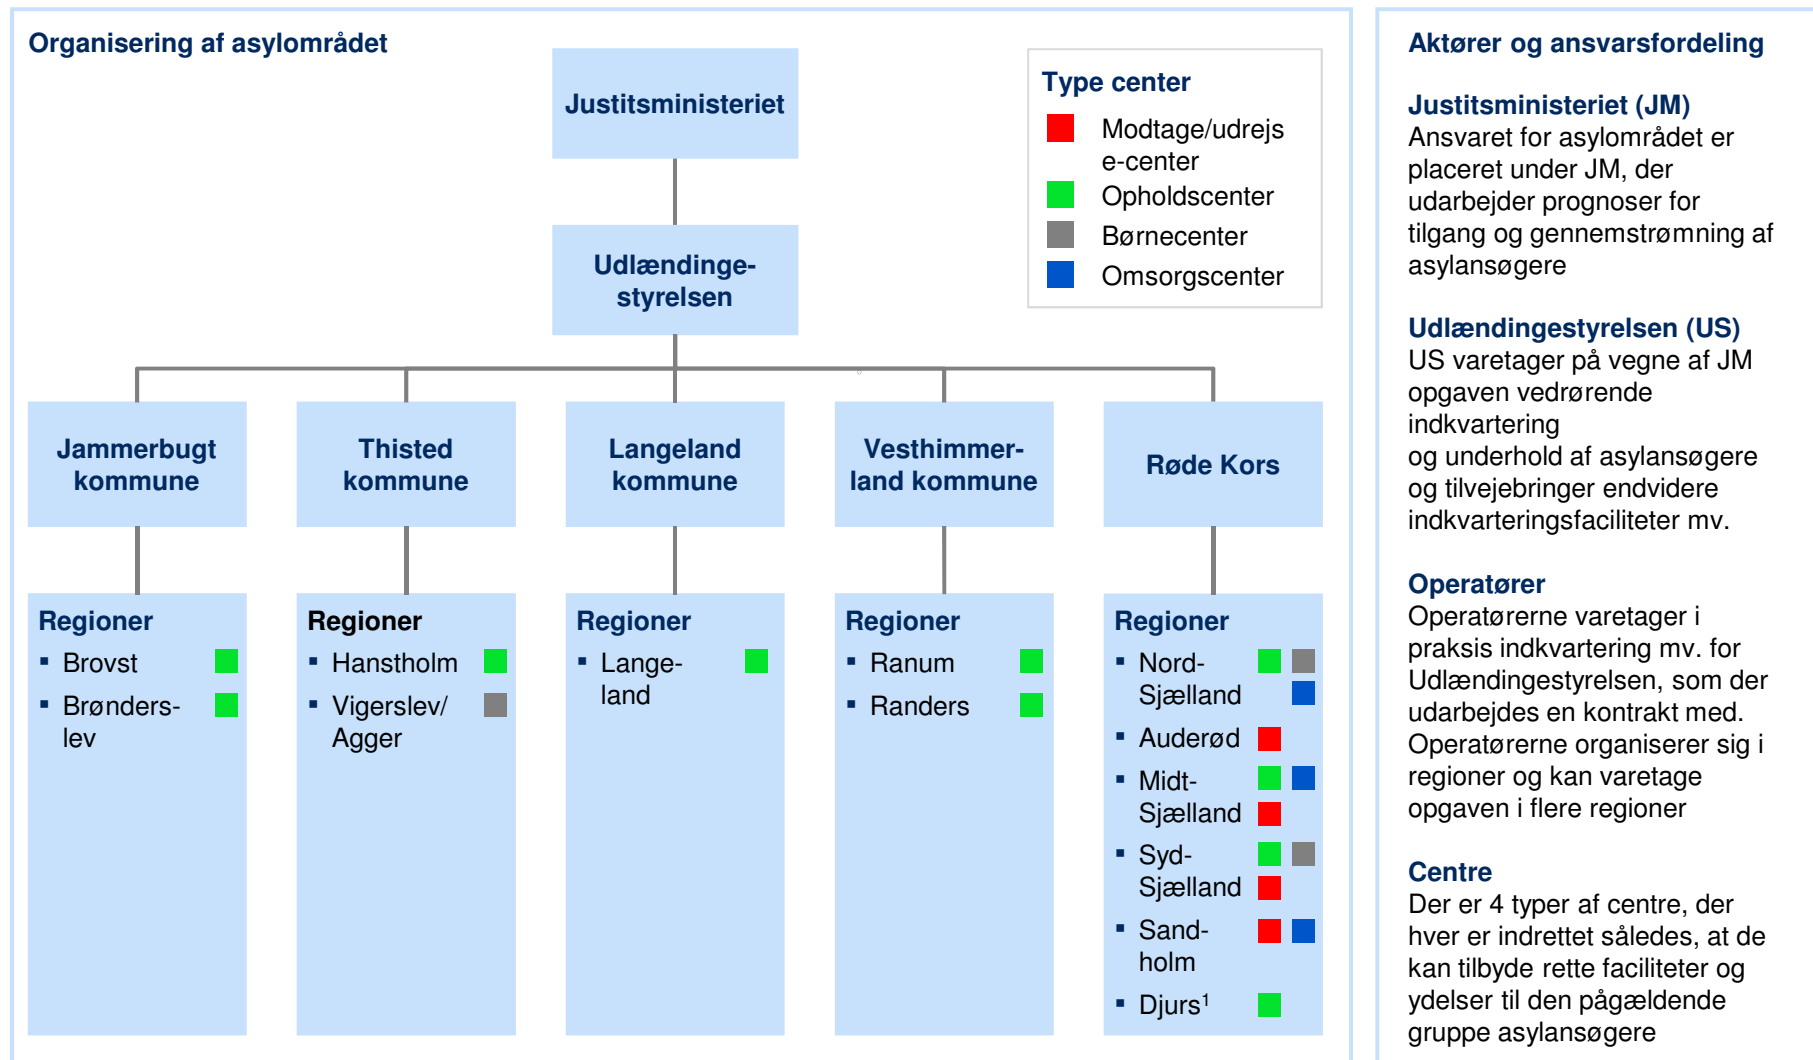 Organisering af asylområdet
Justitsministeriet
Udlændinge-
styrelsen
Type center
Modtage/udrejs
e-center
Opholdscenter
Børnecenter
Omsorgscenter
Jammerbugt
kommune
Thisted
kommune
Langeland
kommune
Vesthimmer-
land kommune
Røde Kors
Regioner
▪ Brovst
▪ Brønders-
lev
Regioner
▪ Hanstholm
▪ Vigerslev/
Agger
Regioner
▪ Lange-
land
Regioner
▪ Ranum
▪ Randers
Regioner
▪ Nord-
Sjælland
▪ Auderød
▪ Midt-
Sjælland
▪ Syd-
Sjælland
▪ Sand-
holm
▪ Djurs¹
Aktører og ansvarsfordeling
Justitsministeriet (JM)
Ansvaret for asylområdet er
placeret under JM, der
udarbejder prognoser for
tilgang og gennemstrømning af
asylansøgere
Udlændingestyrelsen (US)
US varetager på vegne af JM
opgaven vedrørende
indkvartering
og underhold af asylansøgere
og tilvejebringer endvidere
indkvarteringsfaciliteter mv.
Operatører
Operatørerne varetager i
praksis indkvartering mv. for
Udlændingestyrelsen, som der
udarbejdes en kontrakt med.
Operatørerne organiserer sig i
regioner og kan varetage
opgaven i flere regioner
Centre
Der er 4 typer af centre, der
hver er indrettet således, at de
kan tilbyde rette faciliteter og
ydelser til den pågældende
gruppe asylansøgere